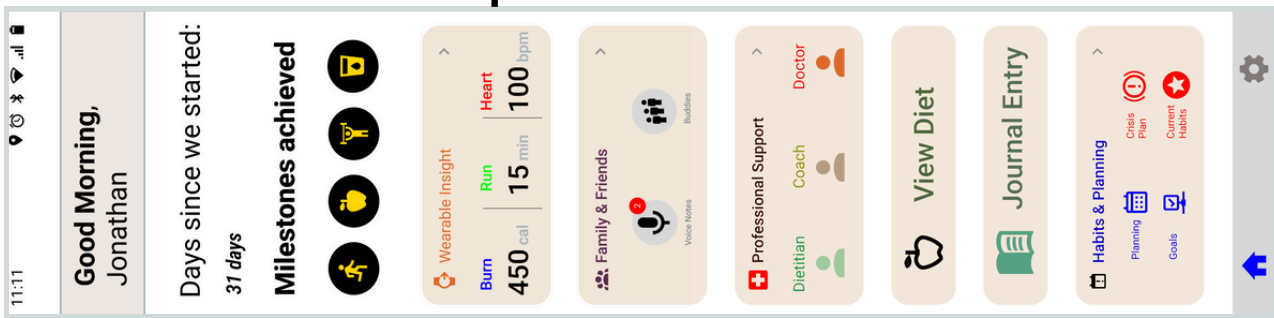 11:11
Good Morning,
Jonathan
Days since we started:
31 days
Milestones achieved
Wearable Insight
Burn Run Heart
450 cal 15 min 100 bpm
Family & Friends
2
Voice Notes Buddies
Professional Support
Dietitian Coach Doctor
View Diet
Journal Entry
Habits & Planning
Planning
Crisis
Plan
Goals
Current
Habits